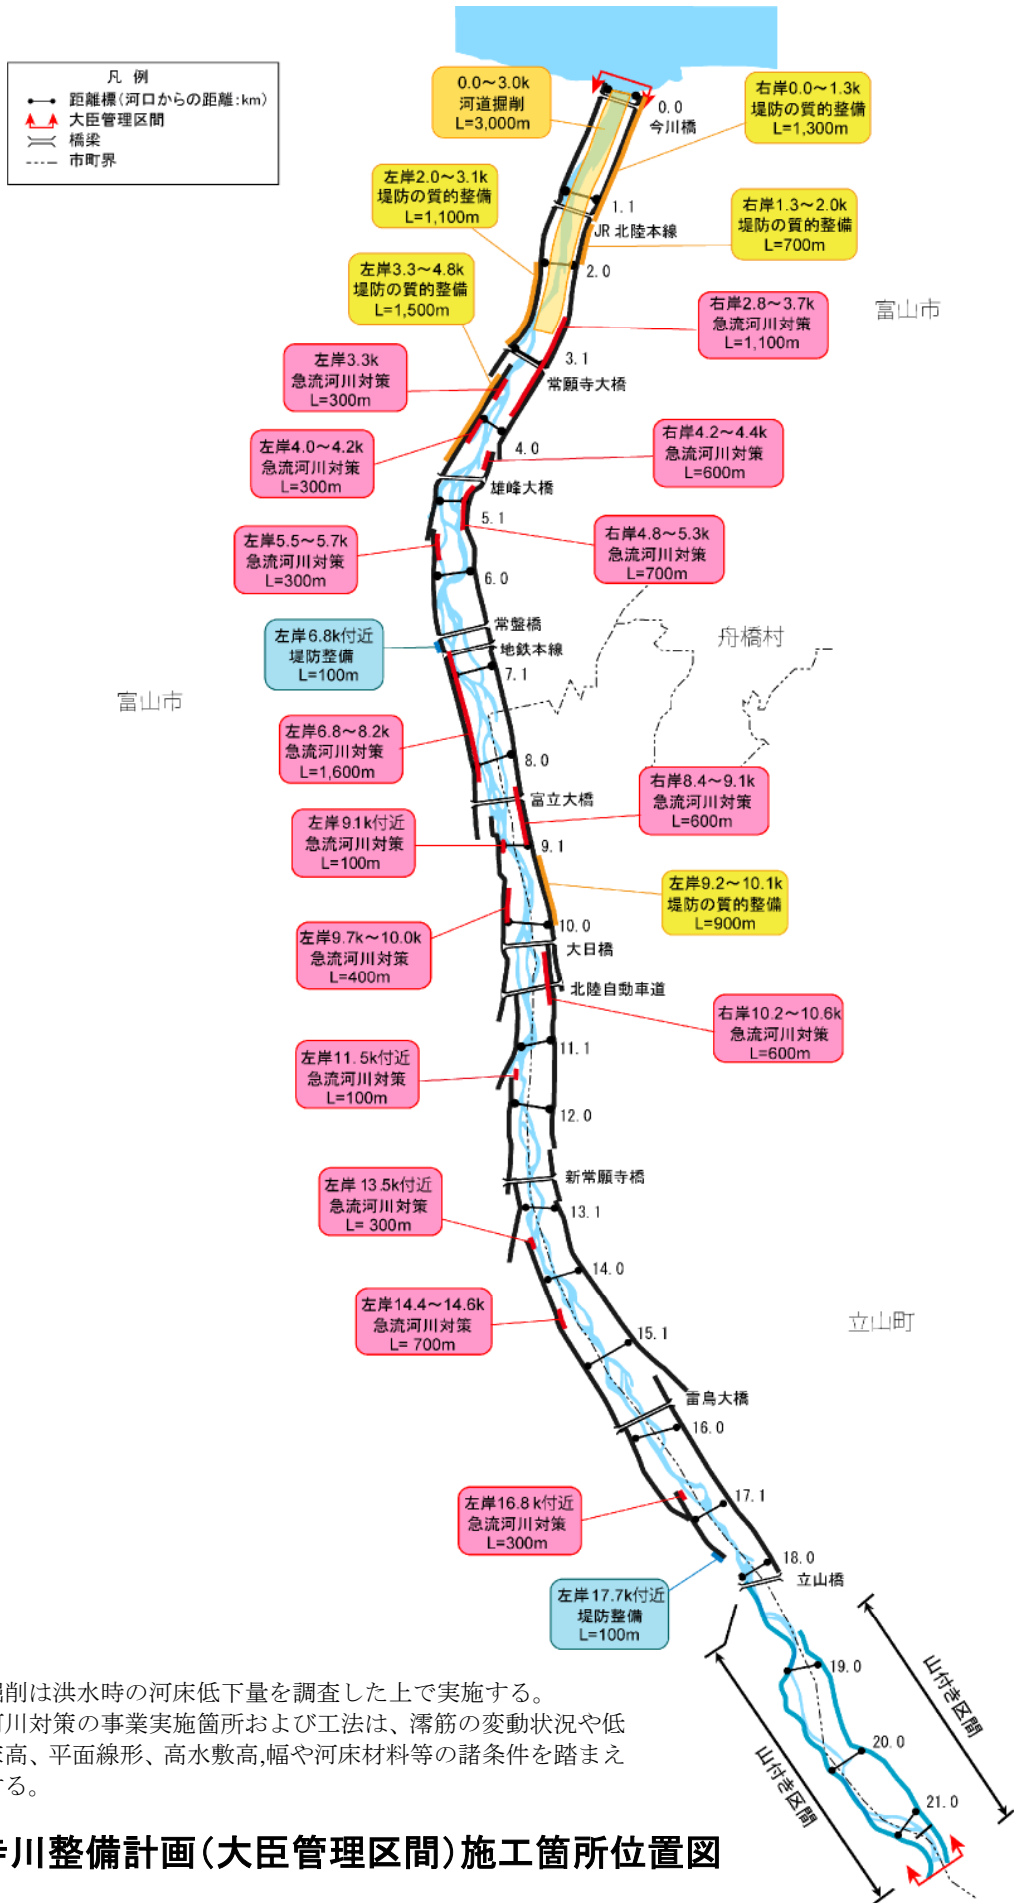 凡 例
距離標(河口からの距離:km)
大臣管理区間
橋梁
市町界
0.0～3.0k
河道掘削
L=3,000m
右岸0.0～1.3k
堤防の質的整備
L=1,300m
0.0
今川橋
左岸2.0～3.1k
堤防の質的整備
L=1,100m
1.1
JR 北陸本線
右岸1.3～2.0k
堤防の質的整備
L=700m
左岸3.3～4.8k
堤防の質的整備
L=1,500m
2.0
富山市
右岸2.8～3.7k
急流河川対策
L=1,100m
左岸3.3k
急流河川対策
L=300m
3.1
常願寺大橋
左岸4.0～4.2k
急流河川対策
L=300m
4.0
右岸4.2～4.4k
急流河川対策
L=600m
雄峰大橋
5.1
左岸5.5～5.7k
急流河川対策
L=300m
右岸4.8～5.3k
急流河川対策
L=700m
6.0
常盤橋
舟橋村
左岸6.8k付近
堤防整備
L=100m
地鉄本線
7.1
富山市
左岸6.8～8.2k
急流河川対策
L=1,600m
8.0
右岸8.4～9.1k
急流河川対策
L=600m
富立大橋
左岸9.1k付近
急流河川対策
L=100m
9.1
左岸9.2～10.1k
堤防の質的整備
L=900m
左岸9.7k～10.0k
急流河川対策
L=400m
10.0
大日橋
北陸自動車道
右岸10.2～10.6k
急流河川対策
L=600m
左岸11.5k付近
急流河川対策
L=100m
11.1
12.0
新常願寺橋
左岸13.5k付近
急流河川対策
L= 300m
13.1
14.0
左岸14.4～14.6k
急流河川対策
L= 700m
立山町
15.1
雷鳥大橋
16.0
左岸16.8k付近
急流河川対策
L=300m
17.1
18.0
立山橋
左岸17.7k付近
堤防整備
L=100m
山付き区間
19.0
山付き区間
20.0
21.0
削は洪水時の河床低下量を調査した上で実施する。
川対策の事業実施箇所および工法は、澪筋の変動状況や低
高、平面線形、高水敷高,幅や河床材料等の諸条件を踏まえ
する。
川整備計画(大臣管理区間)施工箇所位置図